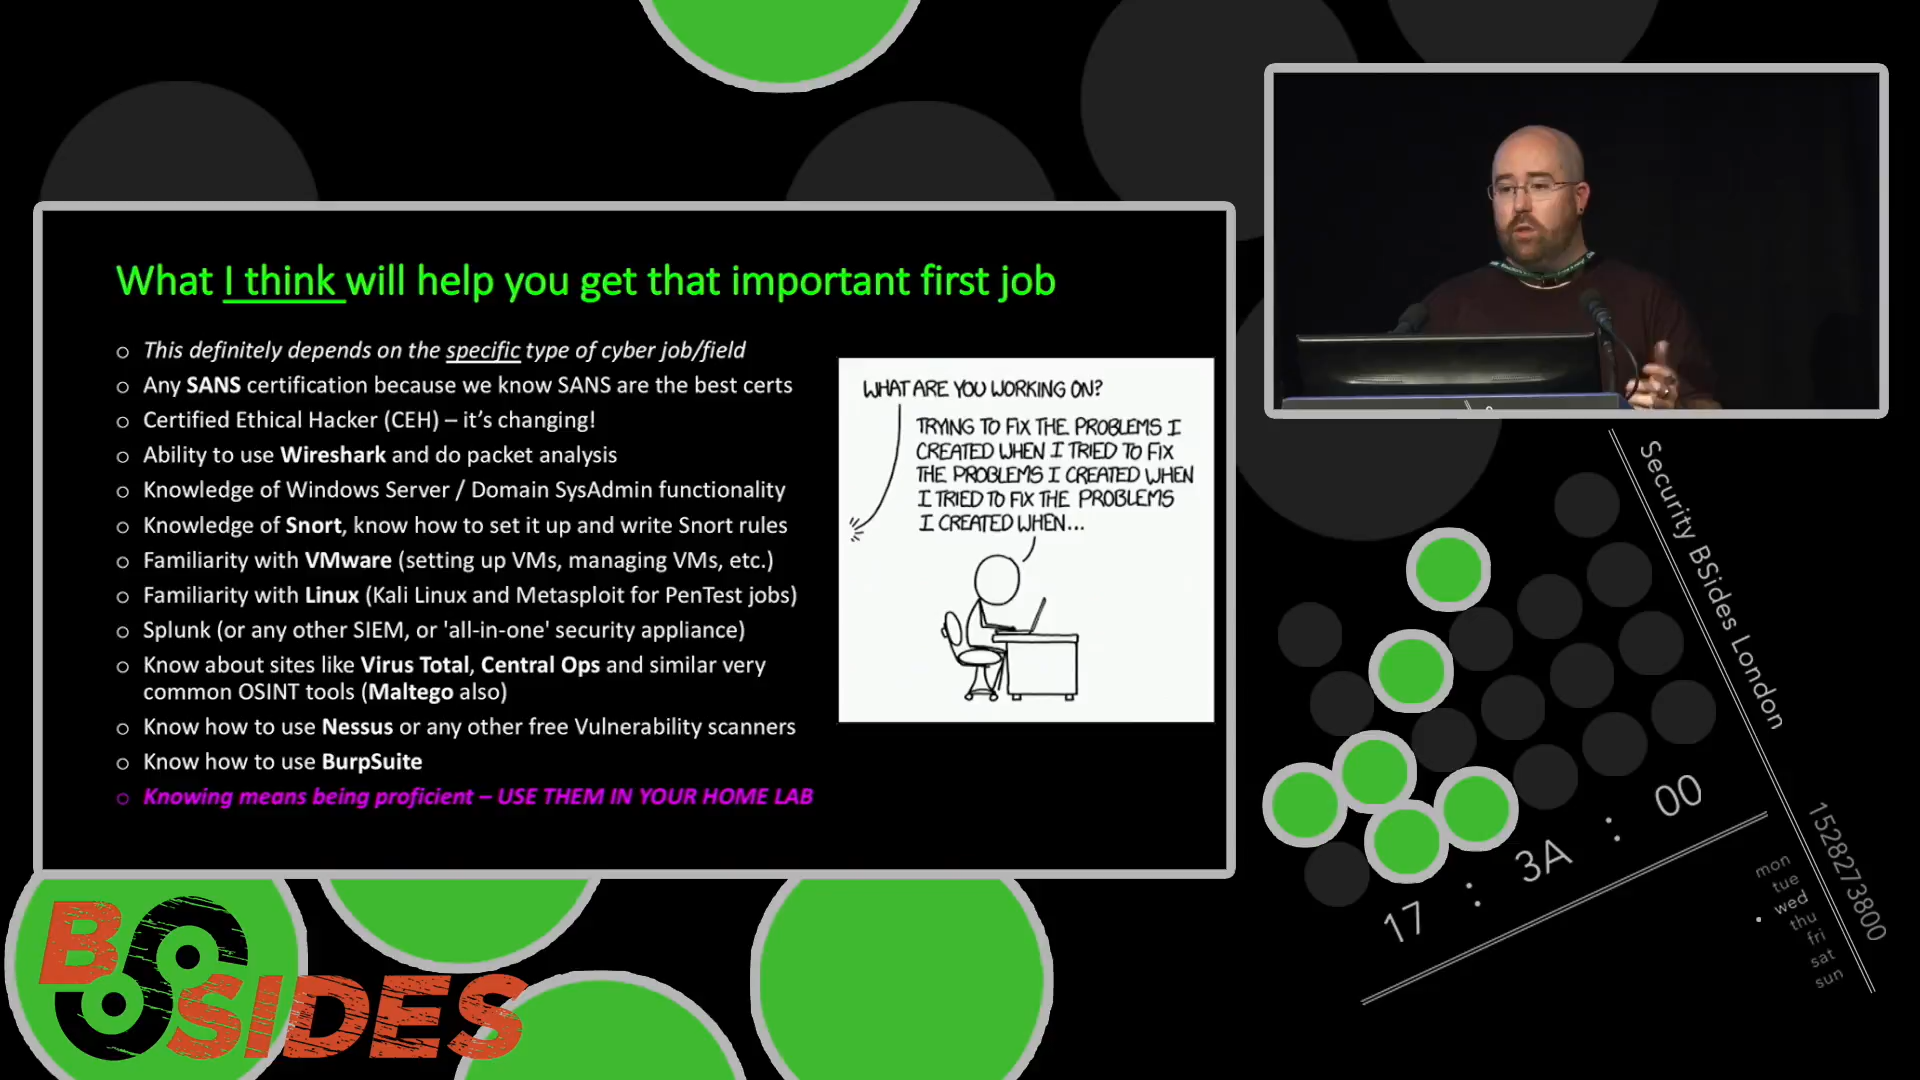 What I think will help you get that important first job
○ This definitely depends on the specific type of cyber job/field
○ Any SANS certification because we know SANS are the best certs
○ Certified Ethical Hacker (CEH) – it’s changing!
○ Ability to use Wireshark and do packet analysis
○ Knowledge of Windows Server / Domain SysAdmin functionality
○ Knowledge of Snort, know how to set it up and write Snort rules
○ Familiarity with VMware (setting up VMs, managing VMs, etc.)
○ Familiarity with Linux (Kali Linux and Metasploit for PenTest jobs)
○ Splunk (or any other SIEM, or 'all-in-one' security appliance)
○ Know about sites like Virus Total, Central Ops and similar very
common OSINT tools (Maltego also)
○ Know how to use Nessus or any other free Vulnerability scanners
○ Know how to use BurpSuite
○ Knowing means being proficient – USE THEM IN YOUR HOME LAB
WHAT ARE YOU WORKING ON?
TRYING TO FIX THE PROBLEMS I
CREATED WHEN I TRIED TO FIX
THE PROBLEMS I CREATED WHEN
I TRIED TO FIX THE PROBLEMS
I CREATED WHEN...
Security BSides London
17 : 3A : 00
1528273800
mon
tue
wed
thu
fri
sat
sun
BSIDES